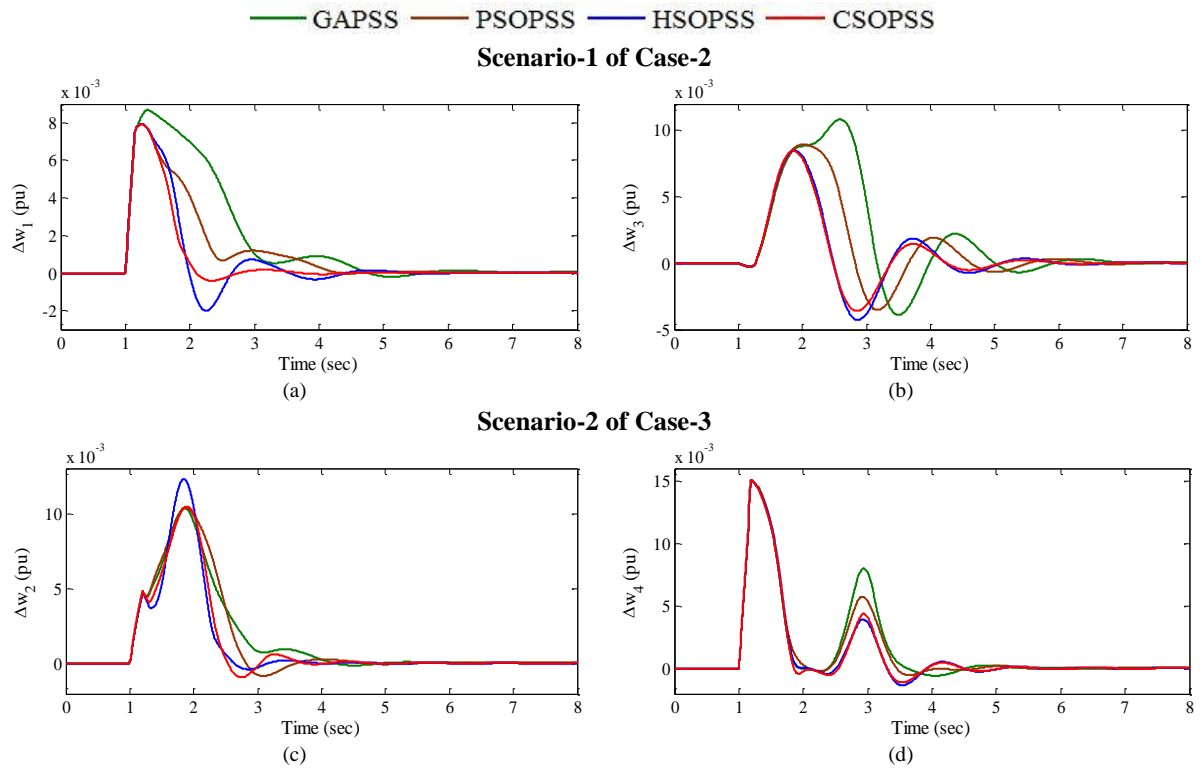 GAPSS PSOPSS HSOPSS CSOPSS
Scenario-1 of Case-2
x 10^-3
8
6
4
2
0
-2
Δw_1 (pu)
0 1 2 3 4 5 6 7 8
Time (sec)
(a)
x 10^-3
10
5
0
-5
Δw_3 (pu)
0 1 2 3 4 5 6 7 8
Time (sec)
(b)
Scenario-2 of Case-3
x 10^-3
10
5
0
Δw_2 (pu)
0 1 2 3 4 5 6 7 8
Time (sec)
(c)
x 10^-3
15
10
5
0
Δw_4 (pu)
0 1 2 3 4 5 6 7 8
Time (sec)
(d)